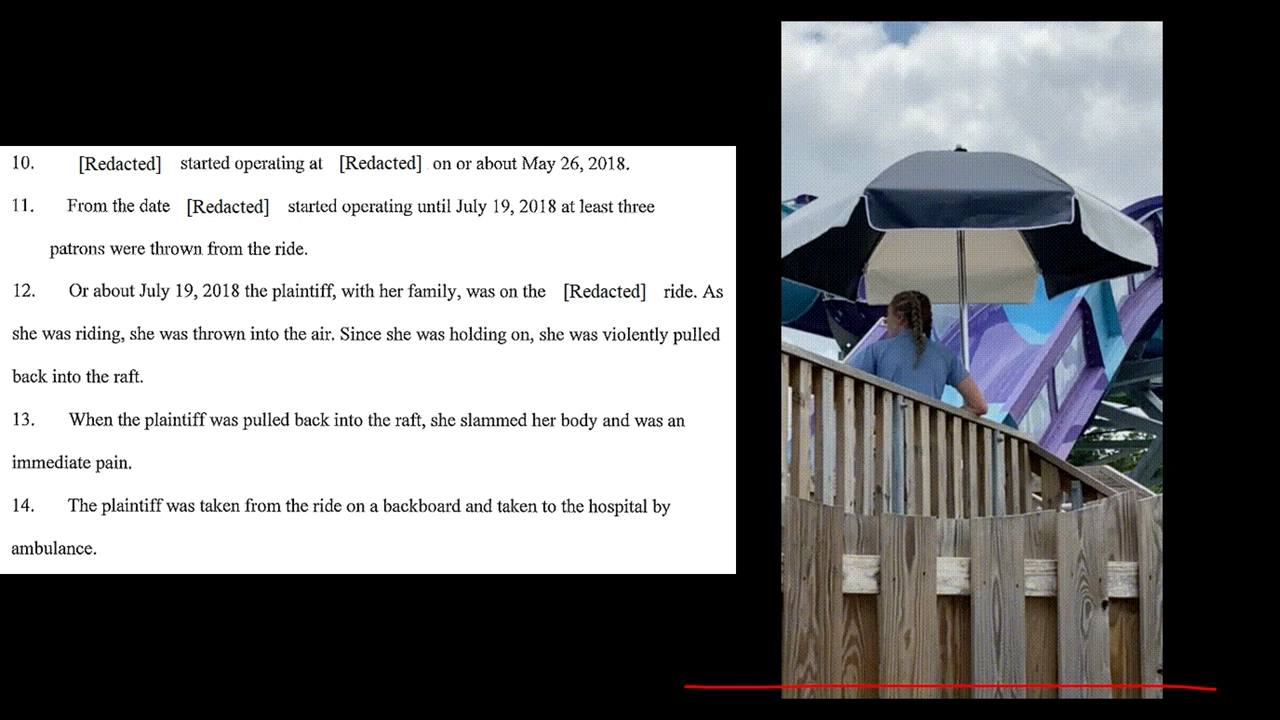 10. [Redacted] started operating at [Redacted] on or about May 26, 2018.
11. From the date [Redacted] started operating until July 19, 2018 at least three
patrons were thrown from the ride.
12. Or about July 19, 2018 the plaintiff, with her family, was on the [Redacted] ride. As
she was riding, she was thrown into the air. Since she was holding on, she was violently pulled
back into the raft.
13. When the plaintiff was pulled back into the raft, she slammed her body and was an
immediate pain.
14. The plaintiff was taken from the ride on a backboard and taken to the hospital by
ambulance.